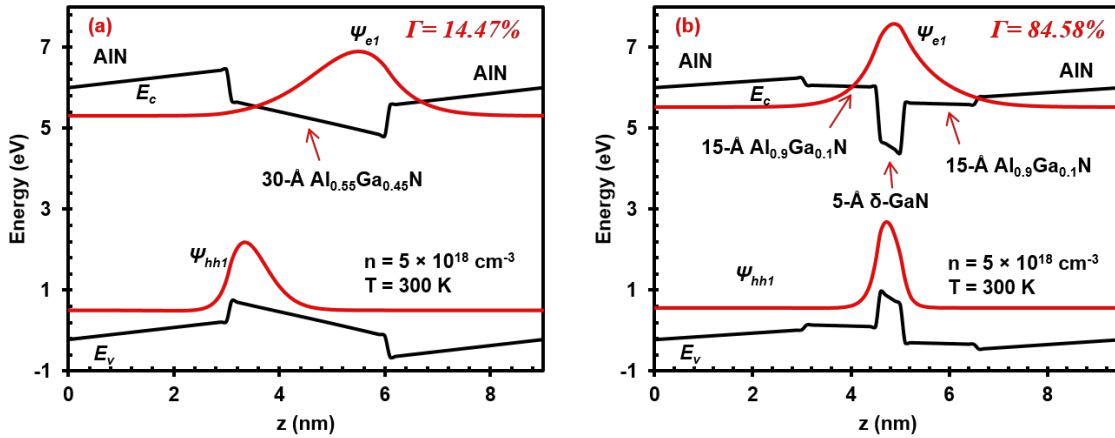 (a)
Ψe1
Γ= 14.47%
AlN
AlN
Ec
30-Å Al0.55Ga0.45N
Ψhh1
n = 5 × 10^18 cm^-3
T = 300 K
Ev
7
5
3
1
-1
0
2
4
6
8
Energy (eV)
z (nm)
(b)
Ψe1
Γ= 84.58%
AlN
AlN
Ec
15-Å Al0.9Ga0.1N
15-Å Al0.9Ga0.1N
5-Å δ-GaN
Ψhh1
n = 5 × 10^18 cm^-3
T = 300 K
Ev
7
5
3
1
-1
0
2
4
6
8
Energy (eV)
z (nm)